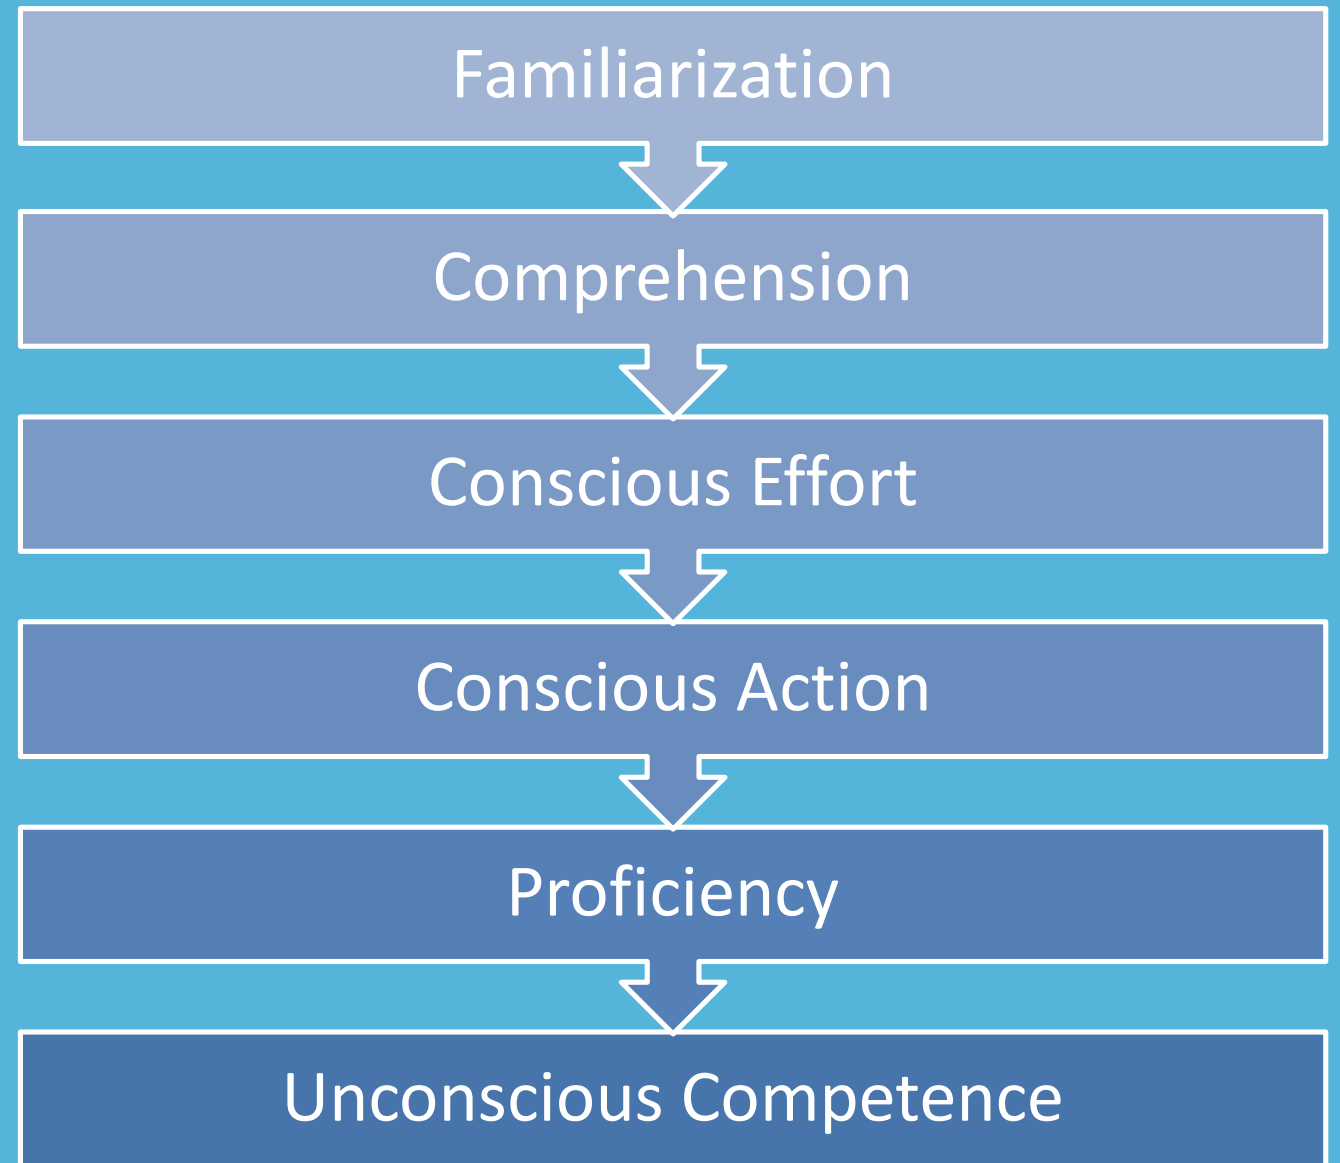 Familiarization
Comprehension
Conscious Effort
Conscious Action
Proficiency
Unconscious Competence